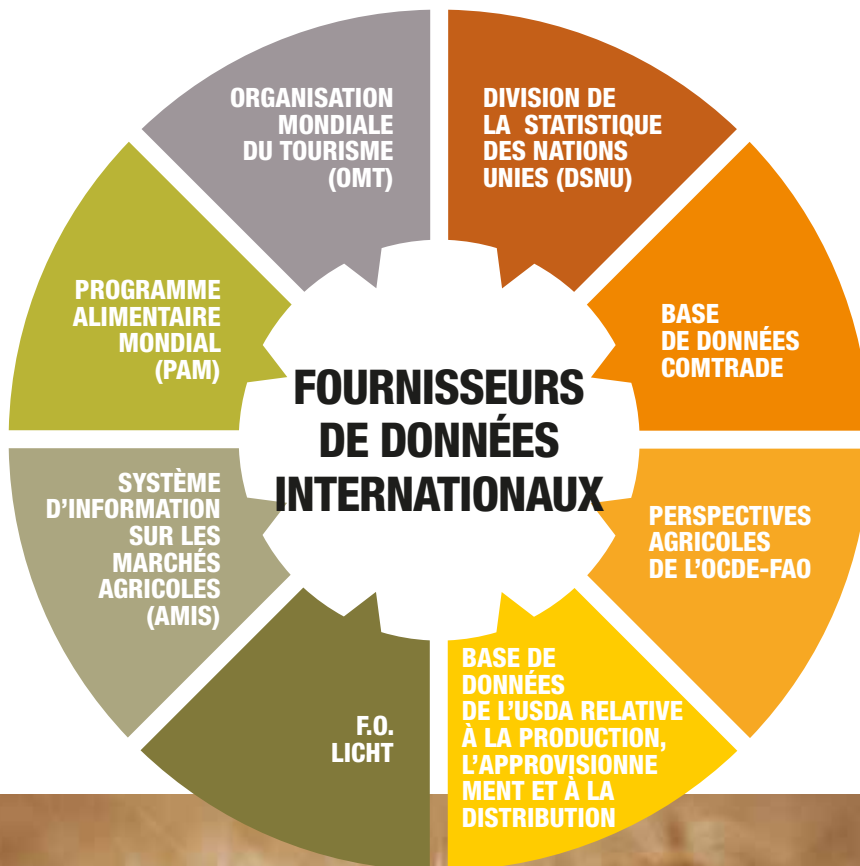 ORGANISATION
MONDIALE
DU TOURISME
(OMT)
DIVISION DE
LA STATISTIQUE
DES NATIONS
UNIES (DSNU)
PROGRAMME
ALIMENTAIRE
MONDIAL
(PAM)
BASE
DE DONNÉES
COMTRADE
FOURNISSEURS
DE DONNÉES
INTERNATIONAUX
SYSTÈME
D'INFORMATION
SUR LES
MARCHÉS
AGRICOLES
(AMIS)
PERSPECTIVES
AGRICOLES
DE L'OCDE-FAO
F.O.
LICHT
BASE DE
DONNÉES
DE L'USDA RELATIVE
À LA PRODUCTION,
L'APPROVISIONNE
MENT ET À LA
DISTRIBUTION